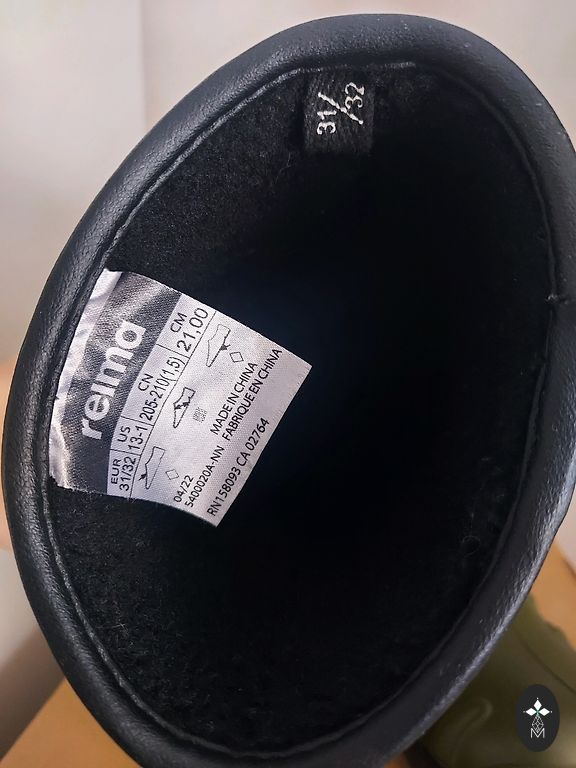 31/
/32
reima
EUR US CN CM
31/32 13-1 205-210(1,5) 21,00
04/22
5400020A-NN
MADE IN CHINA
FABRIQUE EN CHINA
RN158093 CA 02764